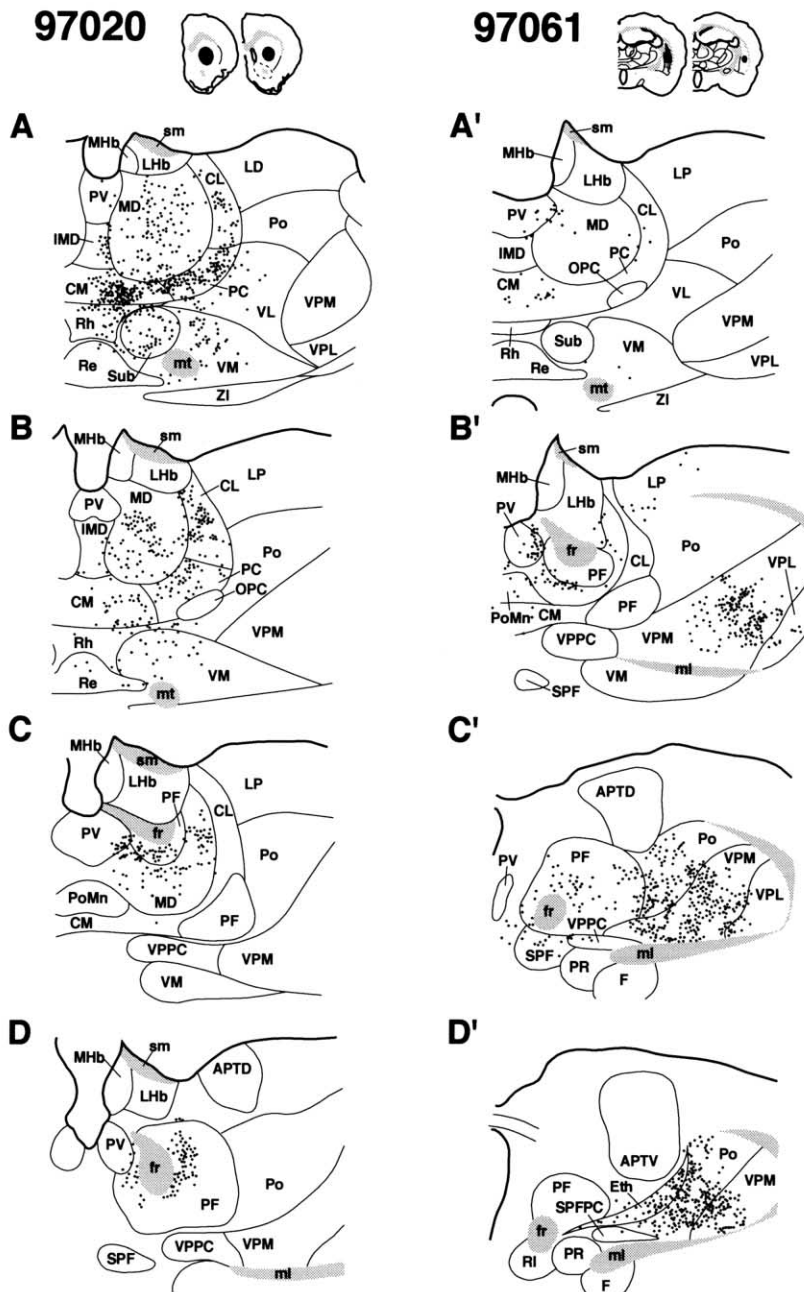 97020
97061
A
MHb
sm
LHb
CL
LD
PV
MD
Po
IMD
CM
PC
VL
VPM
Rh
Re
Sub
mt
VM
VPL
ZI
A'
sm
MHb
LHb
LP
CL
PV
MD
IMD
PC
Po
OPC
CM
VL
VPM
Rh
Sub
VM
Re
VPL
mt
ZI
B
MHb
sm
LHb
CL
LP
MD
PV
IMD
Po
PC
OPC
CM
VPM
Rh
Re
VM
mt
B'
sm
MHb
LHb
LP
PV
fr
CL
Po
PF
VPL
PoMn
CM
PF
VPPC
VPM
ml
VM
SPF
C
MHb
sm
LHb
PF
LP
CL
PV
fr
Po
PoMn
MD
CM
PF
VPPC
VPM
VM
C'
APTD
Po
PF
VPM
PV
VPL
fr
VPPC
SPF
PR
ml
F
D
MHb
sm
APTD
LHb
PV
fr
Po
PF
VPPC
VPM
SPF
ml
D'
APTV
Po
Eth
PF
VPM
SPFPC
fr
RI
PR
ml
F